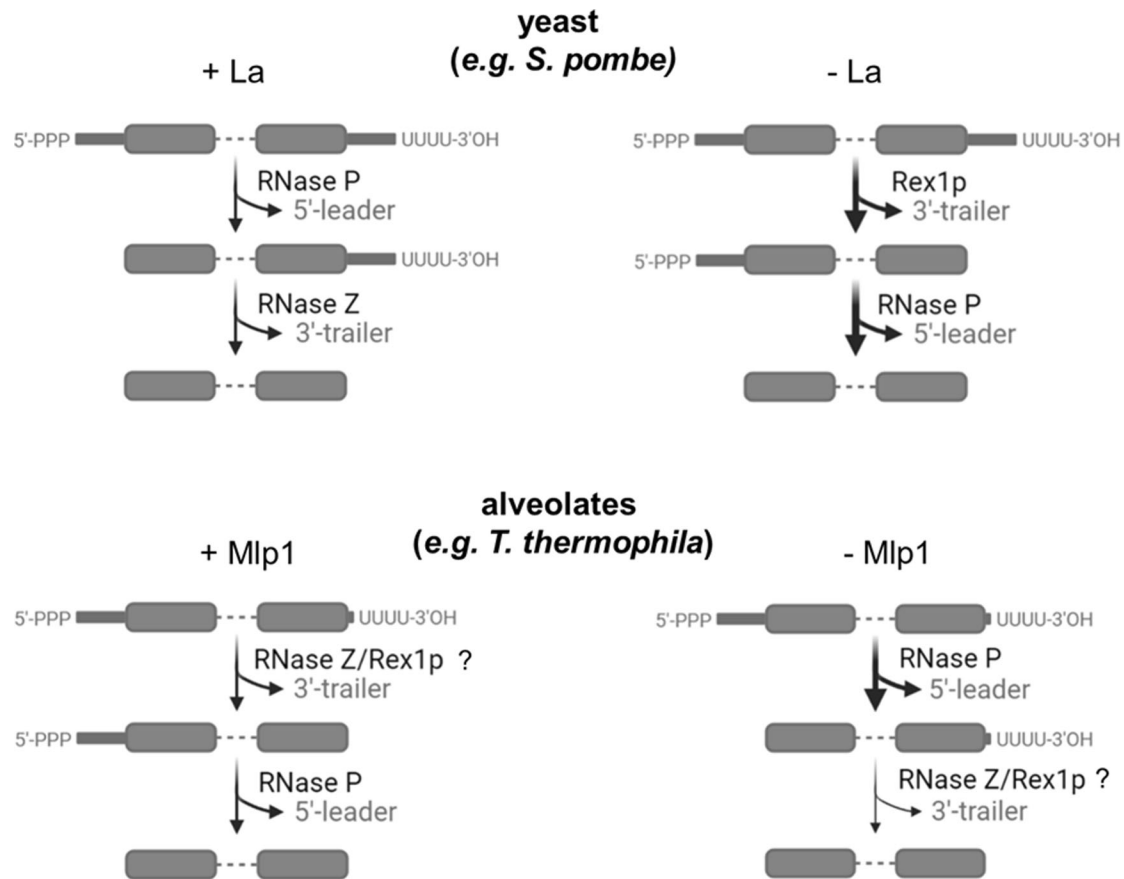 yeast
(e.g. S. pombe)
+ La
- La
5'-PPP UUUU-3'OH
5'-PPP UUUU-3'OH
RNase P
5'-leader
Rex1p
3'-trailer
UUUU-3'OH
5'-PPP
RNase Z
3'-trailer
RNase P
5'-leader
alveolates
(e.g. T. thermophila)
+ Mlp1
- Mlp1
5'-PPP UUUU-3'OH
5'-PPP UUUU-3'OH
RNase Z/Rex1p ?
3'-trailer
RNase P
5'-leader
5'-PPP
UUUU-3'OH
RNase P
5'-leader
RNase Z/Rex1p ?
3'-trailer